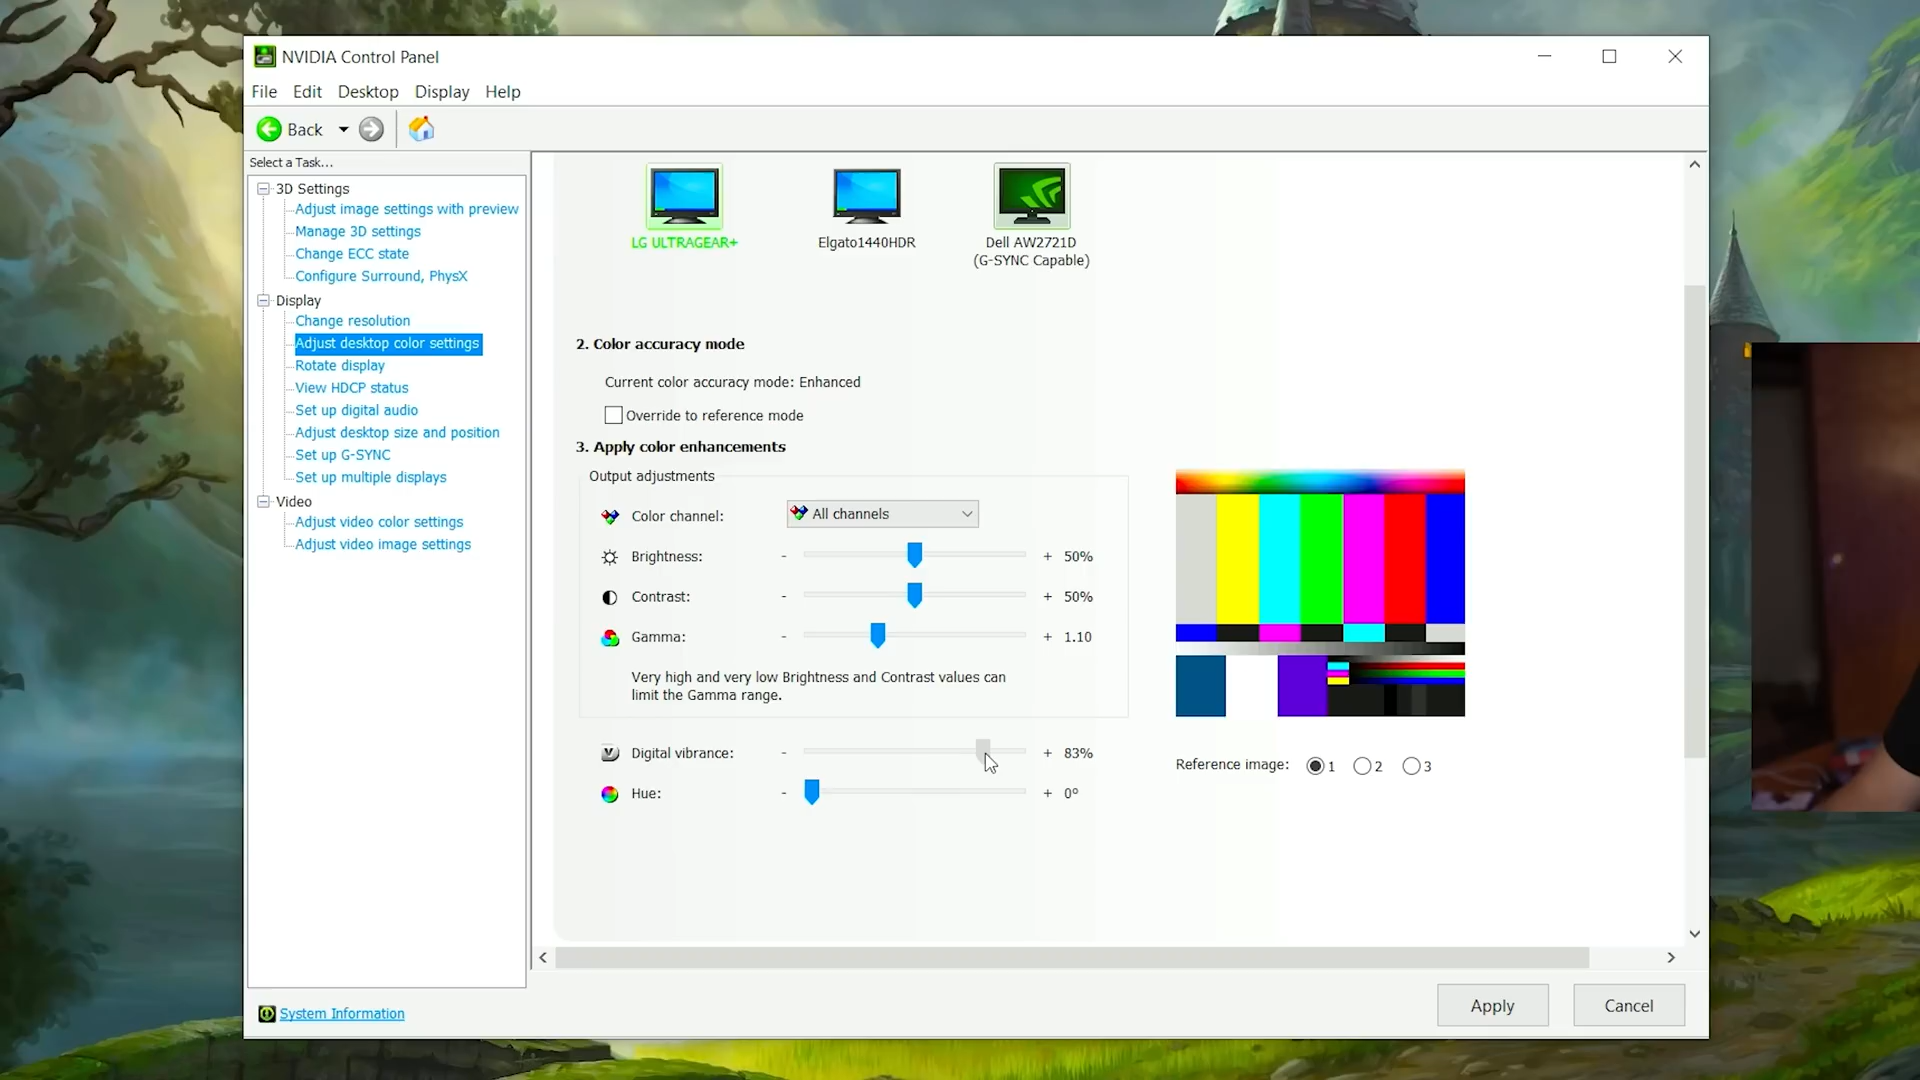 NVIDIA Control Panel
File Edit Desktop Display Help
Back
Select a Task...
3D Settings
Adjust image settings with preview
Manage 3D settings
Change ECC state
Configure Surround, PhysX
Display
Change resolution
Adjust desktop color settings
Rotate display
View HDCP status
Set up digital audio
Adjust desktop size and position
Set up G-SYNC
Set up multiple displays
Video
Adjust video color settings
Adjust video image settings
System Information
LG ULTRAGEAR+
Elgato1440HDR
Dell AW2721D
(G-SYNC Capable)
2. Color accuracy mode
Current color accuracy mode: Enhanced
Override to reference mode
3. Apply color enhancements
Output adjustments
Color channel: All channels
Brightness: - + 50%
Contrast: - + 50%
Gamma: - + 1.10
Very high and very low Brightness and Contrast values can
limit the Gamma range.
Digital vibrance: - + 83%
Hue: - + 0º
Reference image: 1 2 3
Apply Cancel